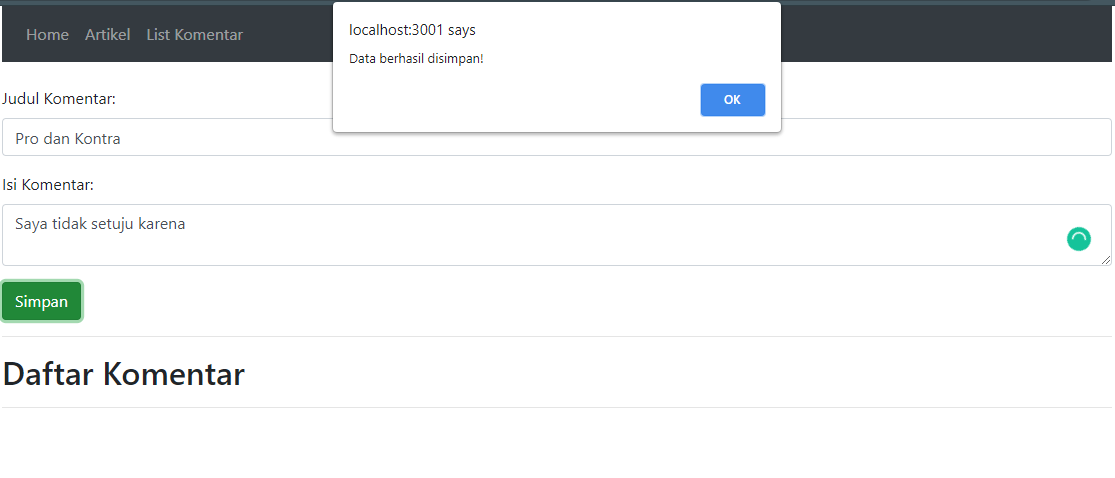 localhost:3001 says
Data berhasil disimpan!
OK
Home Artikel List Komentar
Judul Komentar:
Pro dan Kontra
Isi Komentar:
Saya tidak setuju karena
Simpan
Daftar Komentar